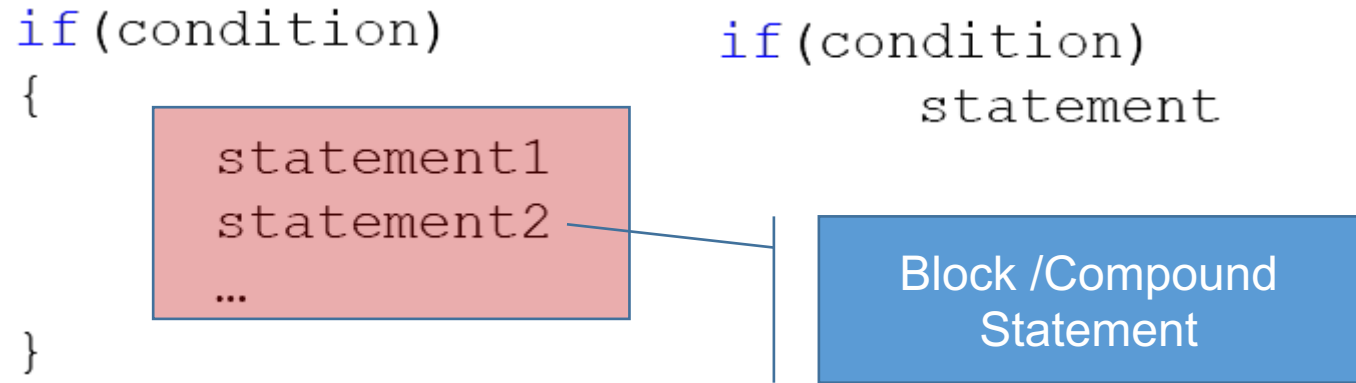 if(condition)
{
statement1
statement2
…
}
if(condition)
statement
Block /Compound
Statement